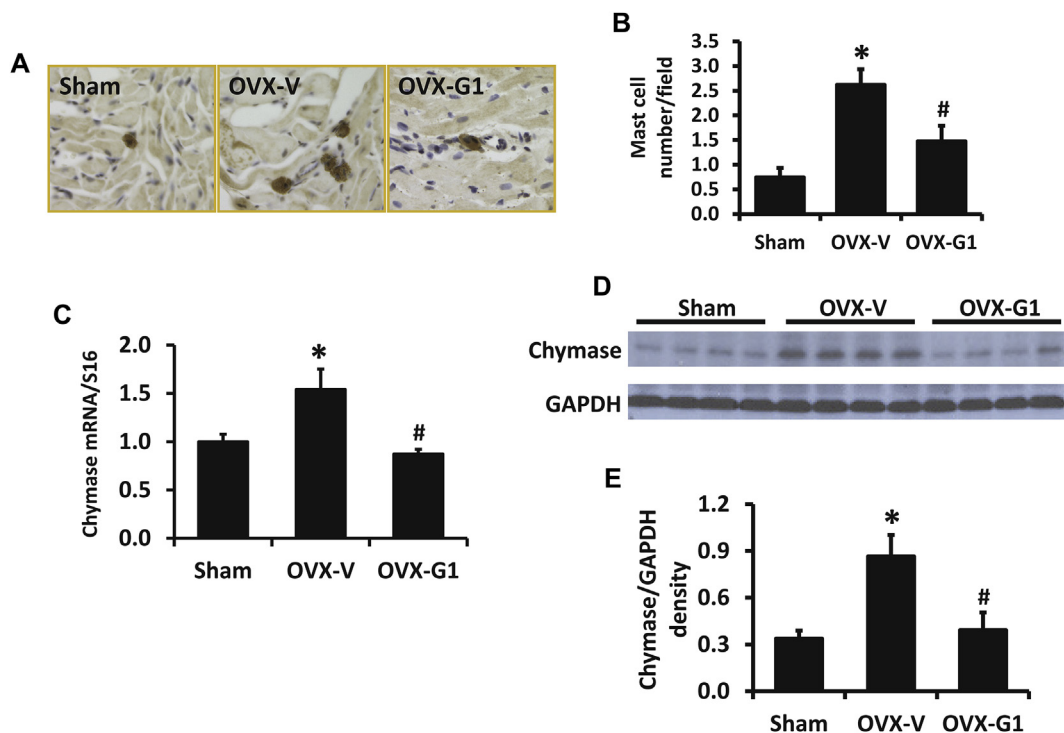 A
Sham OVX-V OVX-G1
B
Mast cell
number/field
3.5
3.0
2.5
2.0
1.5
1.0
0.5
0.0
*
#
Sham OVX-V OVX-G1
C
Chymase mRNA/S16
2.0
1.5
1.0
0.5
0.0
*
#
Sham OVX-V OVX-G1
D
Sham OVX-V OVX-G1
Chymase
GAPDH
E
Chymase/GAPDH
density
1.2
0.9
0.6
0.3
0.0
*
#
Sham OVX-V OVX-G1